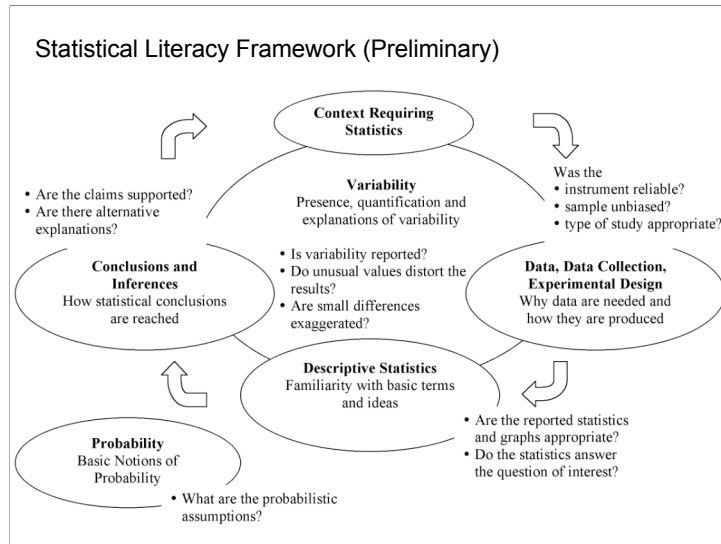 Statistical Literacy Framework (Preliminary)
Context Requiring
Statistics
Variability
Presence, quantification and
explanations of variability
• Is variability reported?
• Do unusual values distort the
results?
• Are small differences
exaggerated?
Was the
• instrument reliable?
• sample unbiased?
• type of study appropriate?
Data, Data Collection,
Experimental Design
Why data are needed and
how they are produced
• Are the reported statistics
and graphs appropriate?
• Do the statistics answer
the question of interest?
Descriptive Statistics
Familiarity with basic terms
and ideas
Probability
Basic Notions of
Probability
• What are the probabilistic
assumptions?
Conclusions and
Inferences
How statistical conclusions
are reached
• Are the claims supported?
• Are there alternative
explanations?